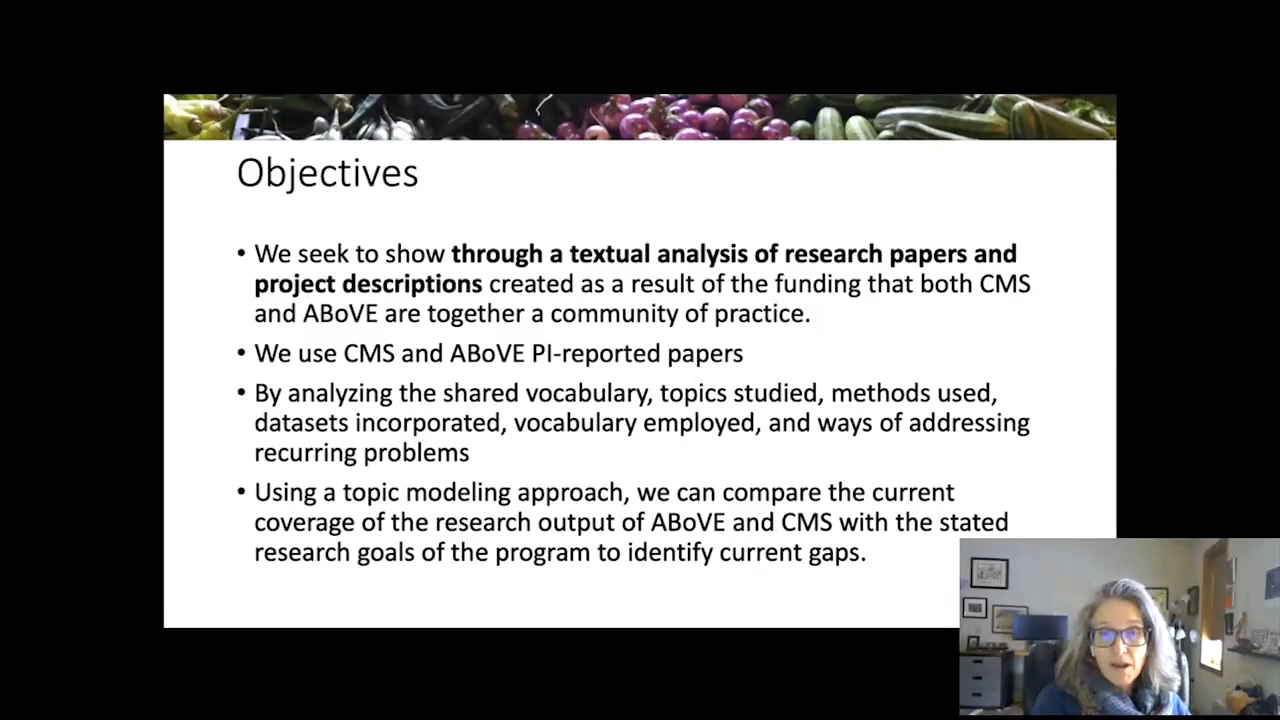 Objectives
• We seek to show through a textual analysis of research papers and
project descriptions created as a result of the funding that both CMS
and ABoVE are together a community of practice.
• We use CMS and ABoVE PI-reported papers
• By analyzing the shared vocabulary, topics studied, methods used,
datasets incorporated, vocabulary employed, and ways of addressing
recurring problems
• Using a topic modeling approach, we can compare the current
coverage of the research output of ABoVE and CMS with the stated
research goals of the program to identify current gaps.